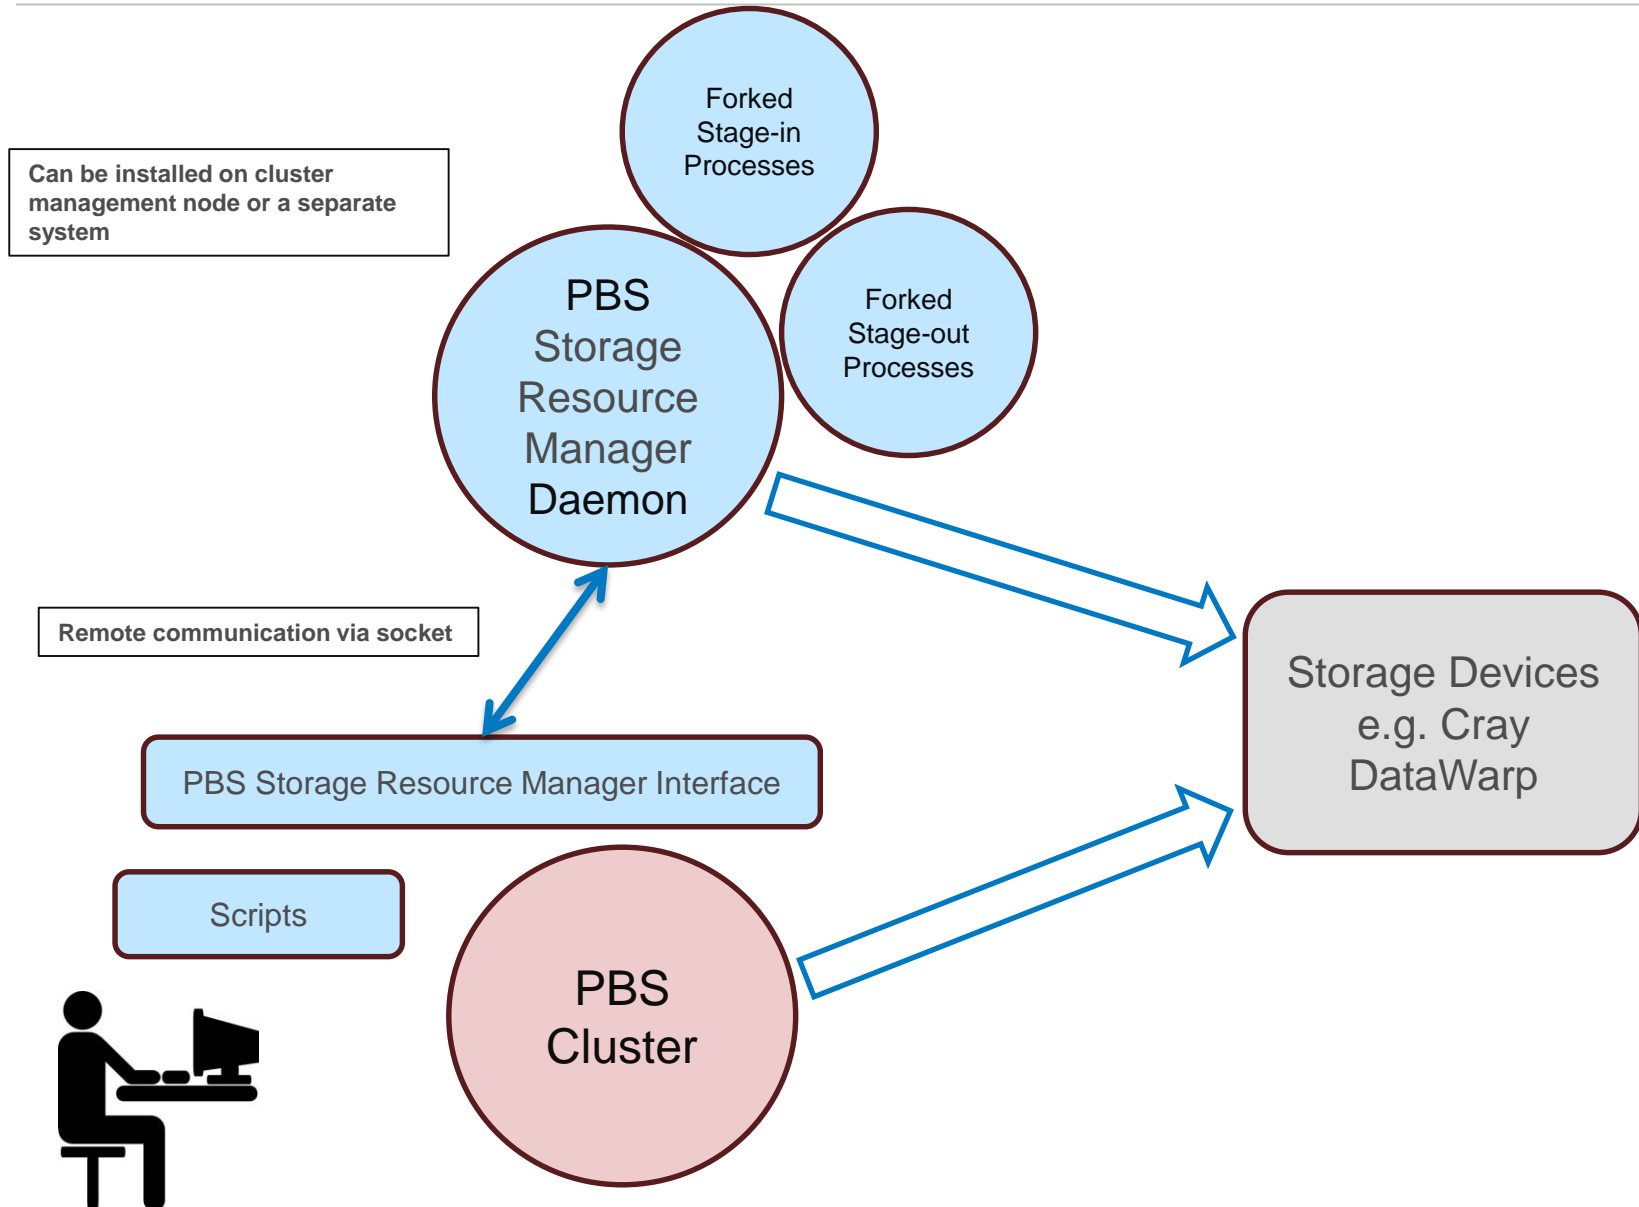 Forked
Stage-in
Processes
Can be installed on cluster
management node or a separate
system
PBS
Storage
Resource
Manager
Daemon
Forked
Stage-out
Processes
Remote communication via socket
Storage Devices
e.g. Cray
DataWarp
PBS Storage Resource Manager Interface
Scripts
PBS
Cluster